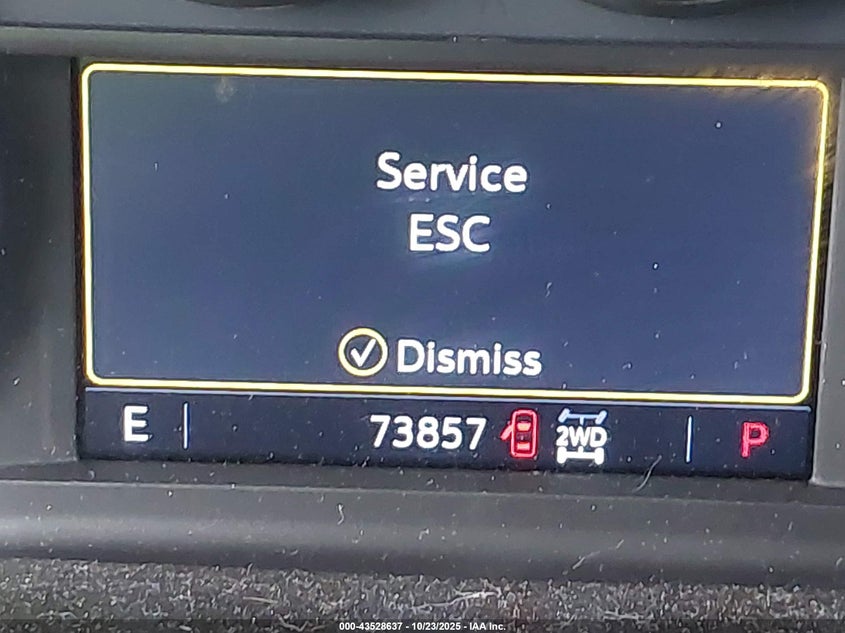 Service
ESC
Dismiss
E 73857 2WD P
000-43528637 - 10/23/2025 - IAA Inc.